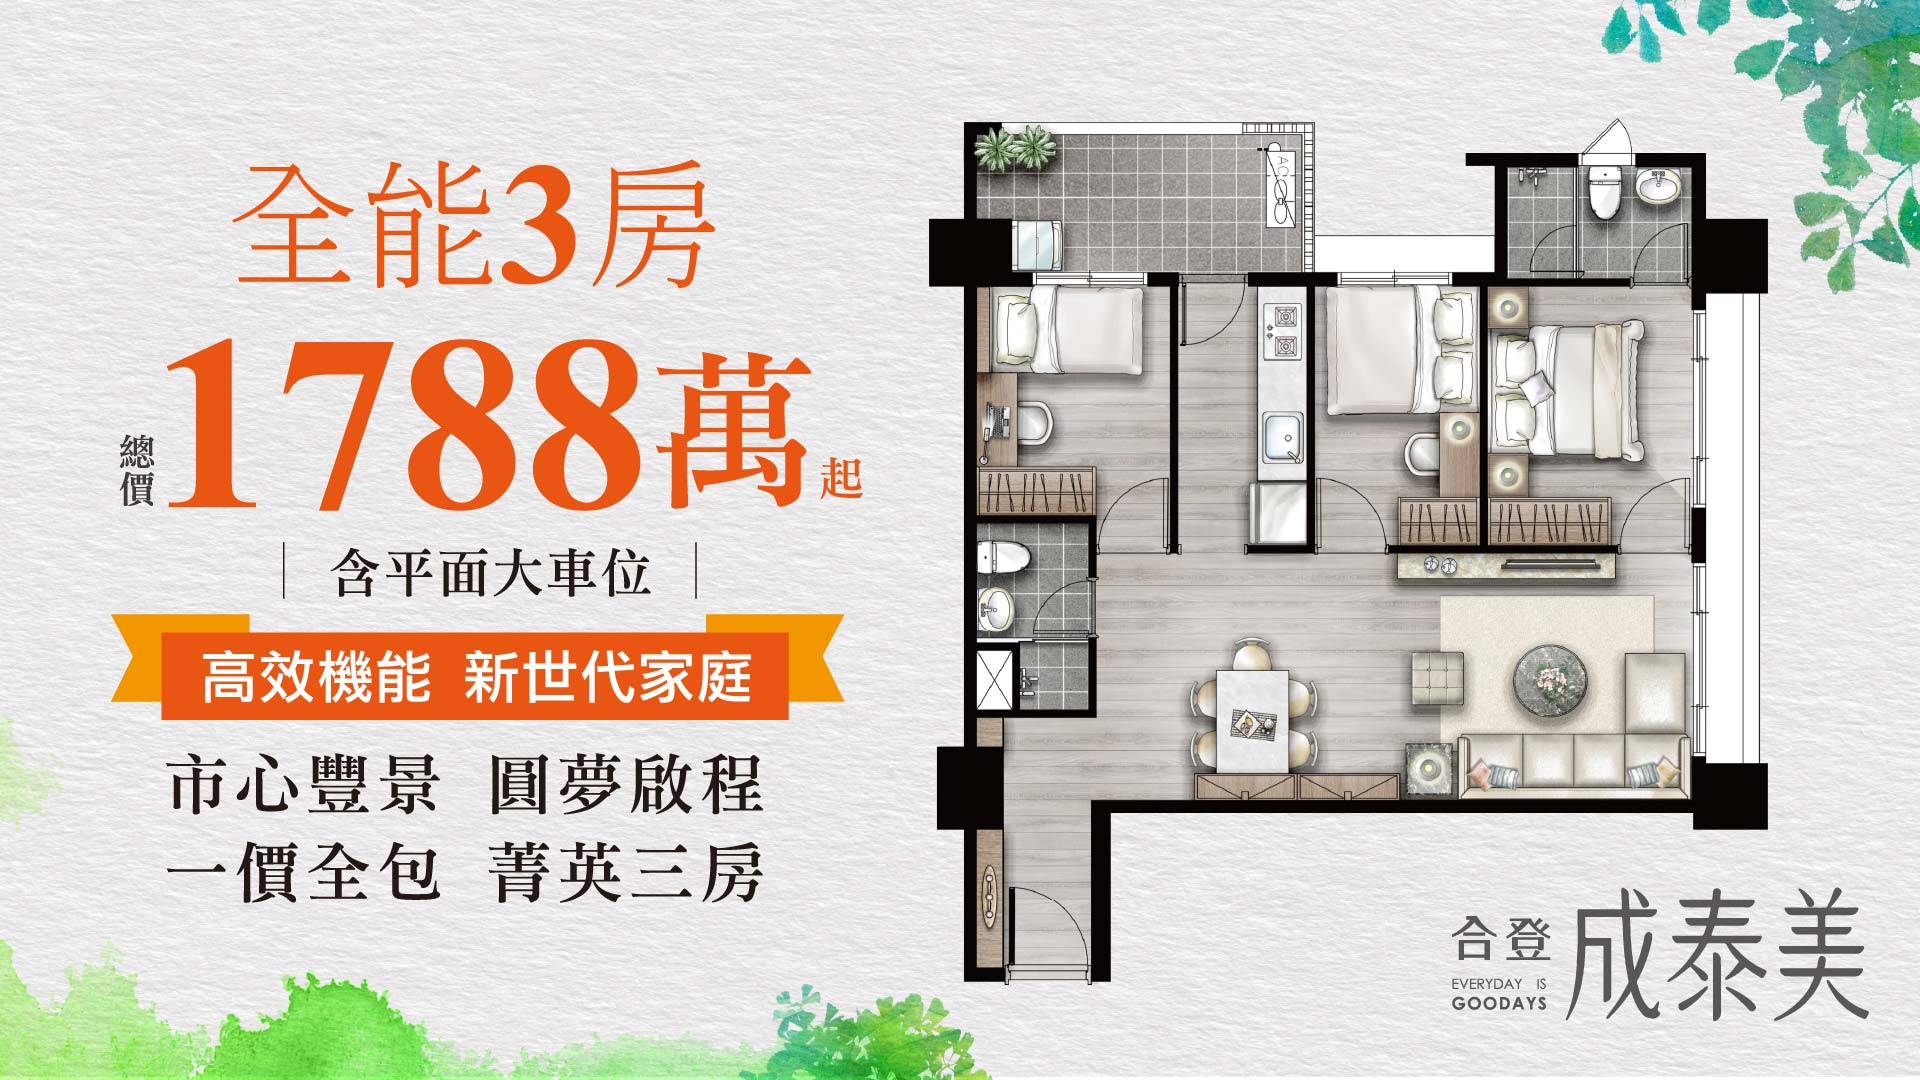 全能3房
總價1788萬起
含平面大車位
高效機能 新世代家庭
市心豐景 圓夢啟程
一價全包 菁英三房
AC
合登 成泰美
EVERYDAY IS
GOODAYS